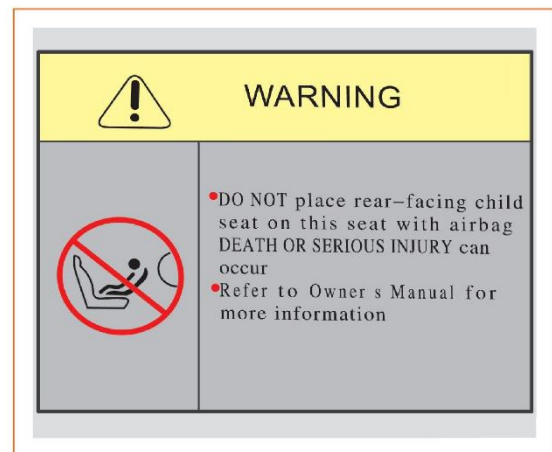 WARNING
•DO NOT place rear-facing child
seat on this seat with airbag
DEATH OR SERIOUS INJURY can
occur
•Refer to Owner s Manual for
more information